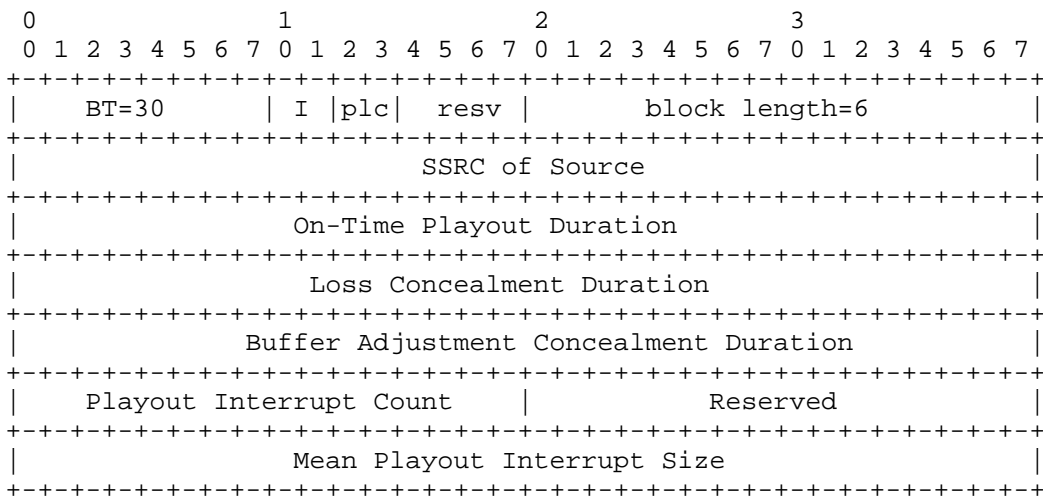 0                   1                   2                   3
 0 1 2 3 4 5 6 7 0 1 2 3 4 5 6 7 0 1 2 3 4 5 6 7 0 1 2 3 4 5 6 7
+-+-+-+-+-+-+-+-+-+-+-+-+-+-+-+-+-+-+-+-+-+-+-+-+-+-+-+-+-+-+-+-+
|    BT=30      | I |plc|  resv |       block length=6          |
+-+-+-+-+-+-+-+-+-+-+-+-+-+-+-+-+-+-+-+-+-+-+-+-+-+-+-+-+-+-+-+-+
|                         SSRC of Source                        |
+-+-+-+-+-+-+-+-+-+-+-+-+-+-+-+-+-+-+-+-+-+-+-+-+-+-+-+-+-+-+-+-+
|                 On-Time Playout Duration                      |
+-+-+-+-+-+-+-+-+-+-+-+-+-+-+-+-+-+-+-+-+-+-+-+-+-+-+-+-+-+-+-+-+
|                  Loss Concealment Duration                    |
+-+-+-+-+-+-+-+-+-+-+-+-+-+-+-+-+-+-+-+-+-+-+-+-+-+-+-+-+-+-+-+-+
|              Buffer Adjustment Concealment Duration           |
+-+-+-+-+-+-+-+-+-+-+-+-+-+-+-+-+-+-+-+-+-+-+-+-+-+-+-+-+-+-+-+-+
|    Playout Interrupt Count    |           Reserved            |
+-+-+-+-+-+-+-+-+-+-+-+-+-+-+-+-+-+-+-+-+-+-+-+-+-+-+-+-+-+-+-+-+
|                 Mean Playout Interrupt Size                   |
+-+-+-+-+-+-+-+-+-+-+-+-+-+-+-+-+-+-+-+-+-+-+-+-+-+-+-+-+-+-+-+-+